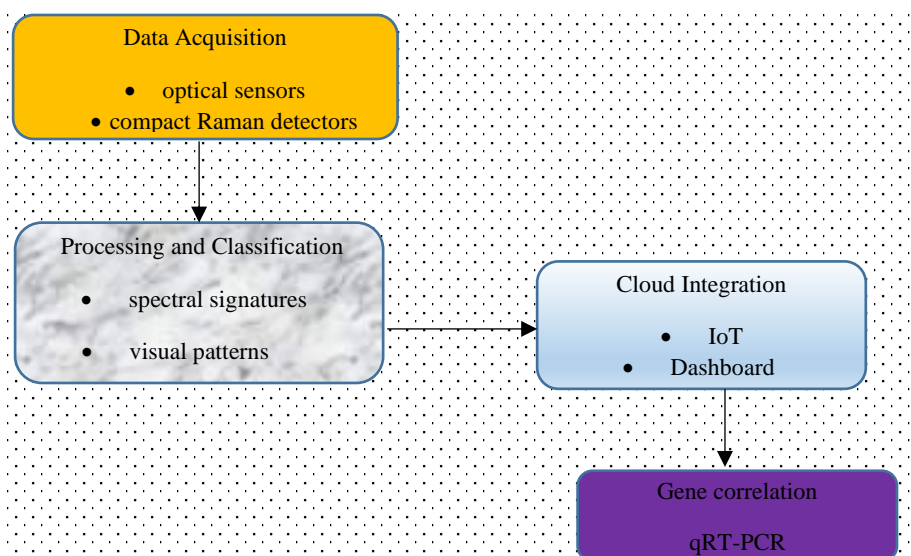 Data Acquisition
• optical sensors
• compact Raman detectors
Processing and Classification
• spectral signatures
• visual patterns
Cloud Integration
• IoT
• Dashboard
Gene correlation
qRT-PCR